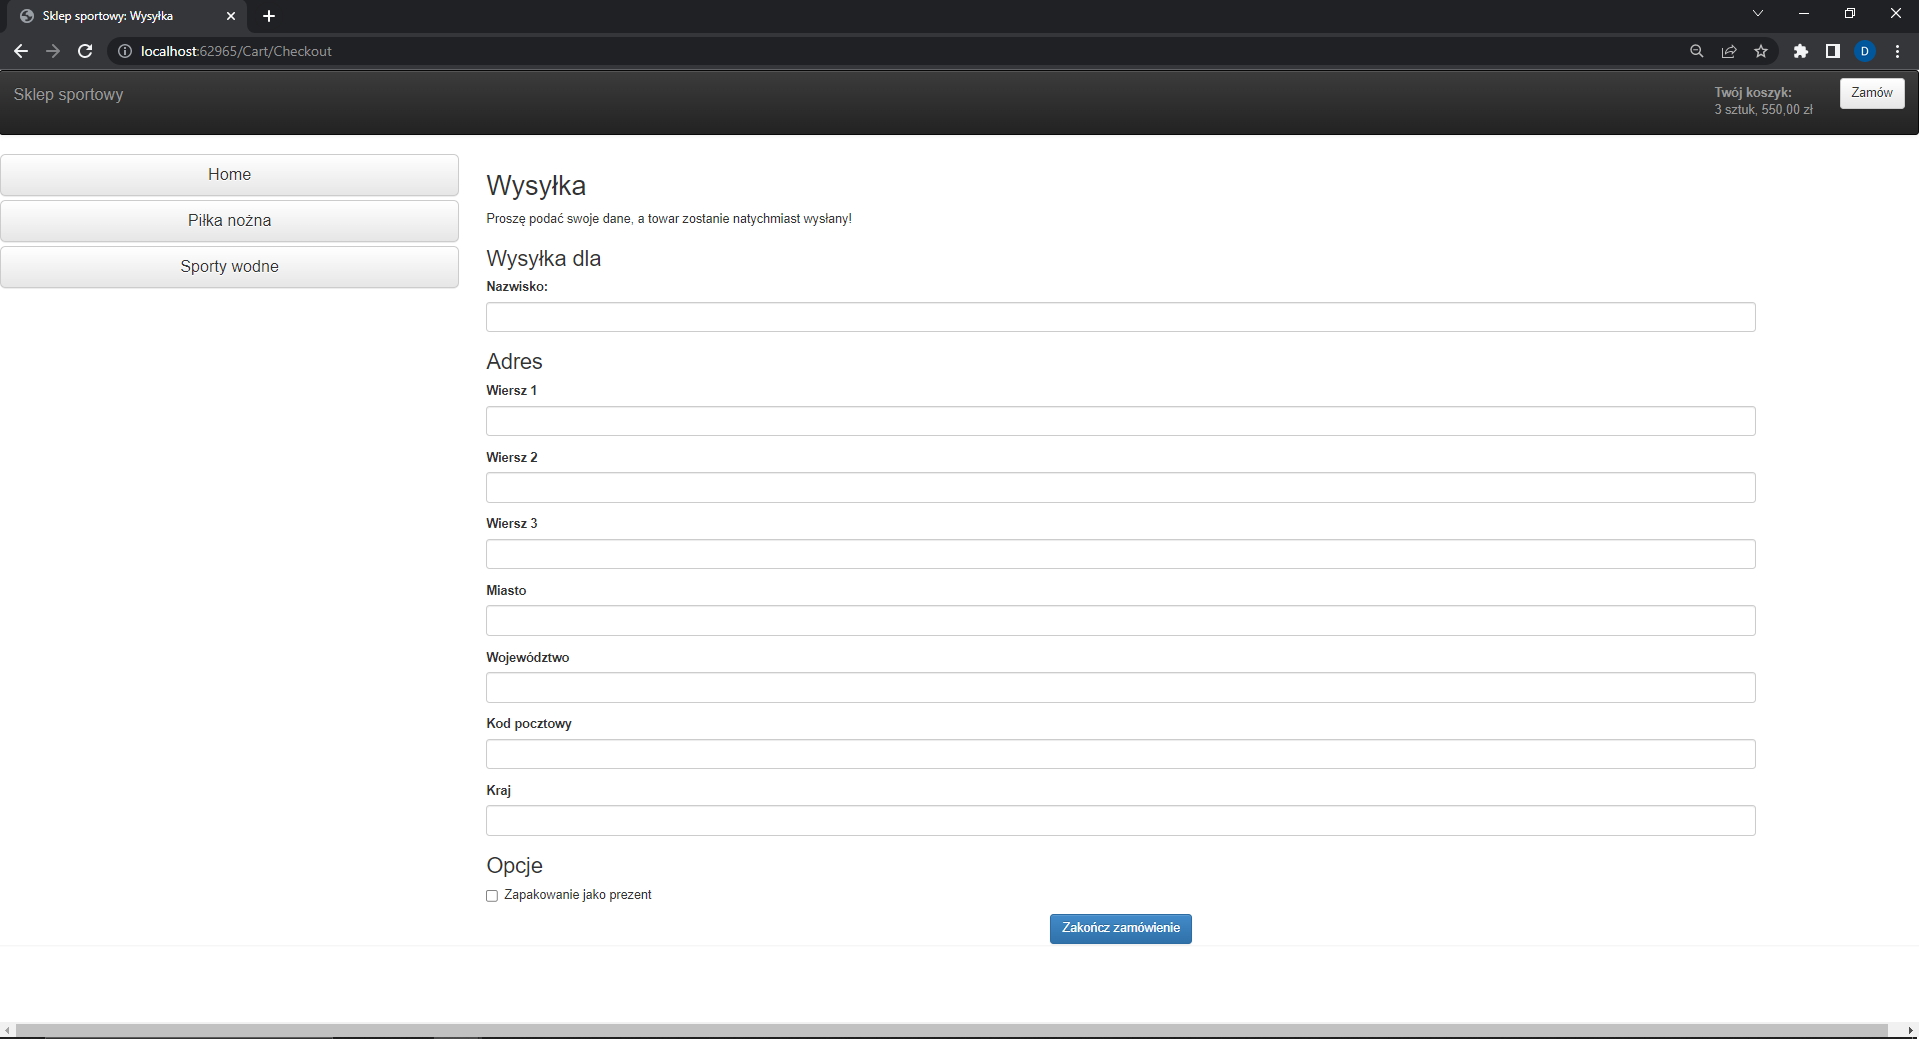 Sklep sportowy: Wysyłka
localhost:62965/Cart/Checkout
D
Sklep sportowy
Twój koszyk:
3 sztuk, 550,00 zł
Zamów
Home
Piłka nożna
Sporty wodne
Wysyłka
Proszę podać swoje dane, a towar zostanie natychmiast wysłany!
Wysyłka dla
Nazwisko:
Adres
Wiersz 1
Wiersz 2
Wiersz 3
Miasto
Województwo
Kod pocztowy
Kraj
Opcje
Zapakowanie jako prezent
Zakończ zamówienie